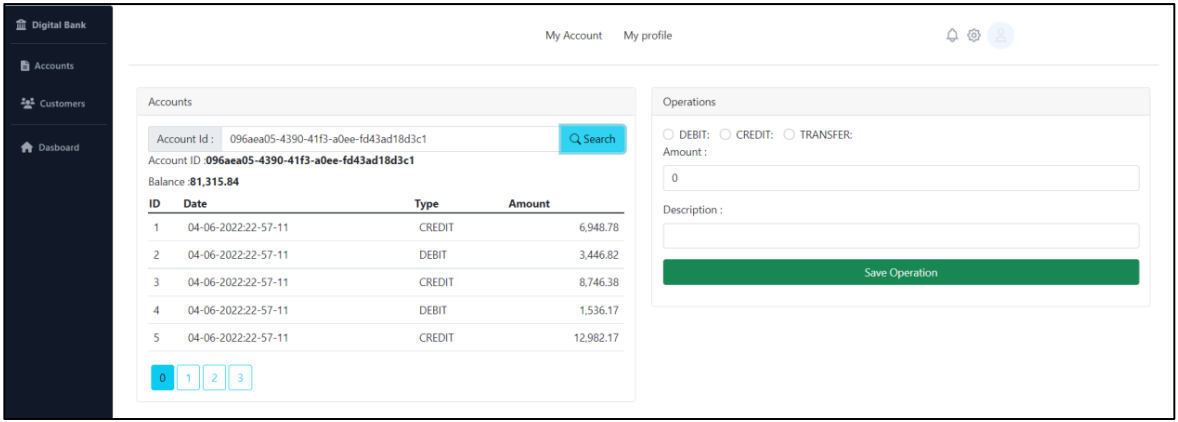 Digital Bank
Accounts
Customers
Dasboard
My Account My profile
Accounts
Account Id : 096aea05-4390-41f3-a0ee-fd43ad18d3c1 Search
Account ID :096aea05-4390-41f3-a0ee-fd43ad18d3c1
Balance :81,315.84
ID Date Type Amount
1 04-06-2022:22-57-11 CREDIT 6,948.78
2 04-06-2022:22-57-11 DEBIT 3,446.82
3 04-06-2022:22-57-11 CREDIT 8,746.38
4 04-06-2022:22-57-11 DEBIT 1,536.17
5 04-06-2022:22-57-11 CREDIT 12,982.17
0 1 2 3
Operations
DEBIT: CREDIT: TRANSFER:
Amount :
0
Description :
Save Operation